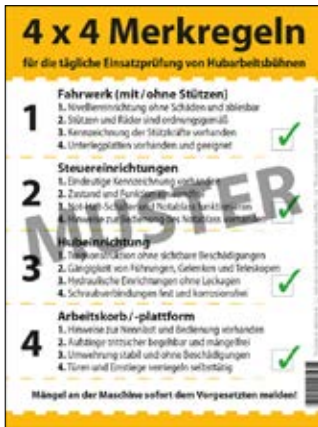 4 x 4 Merkregeln
für die tägliche Einsatzprüfung von Hubarbeitsbühnen
1
Fahrwerk (mit/ohne Stützen)
1. Nivelliereinrichtung ohne Schäden und ablesbar
2. Stützen und Räder sind ordnungsgemäß
3. Kennzeichnung der Stützkräfte vorhanden
4. Unterlegplatten vorhanden und geeignet
2
Steuereinrichtungen
1. Eindeutige Kennzeichnung vorhanden
2. Zustand und Funktion
3. Not-Halt-Schalter und Notablass funktionieren
4. Hinweise zur Bedienung des Notablass vorhanden
MUSTER
3
Hubeinrichtung
1. Tragkonstruktion ohne sichtbare Beschädigungen
2. Gängigkeit von Führungen, Gelenken und Teleskopen
3. Hydraulische Einrichtungen ohne Leckagen
4. Schraubverbindungen fest und korrosionsfrei
4
Arbeitskorb/-plattform
1. Hinweise zur Nennlast und Bedienung vorhanden
2. Aufstiege trittsicher begehbar und mängelfrei
3. Umwehrung stabil und ohne Beschädigungen
4. Türen und Einstiege verriegeln selbsttätig
Mängel an der Maschine sofort dem Vorgesetzten melden!